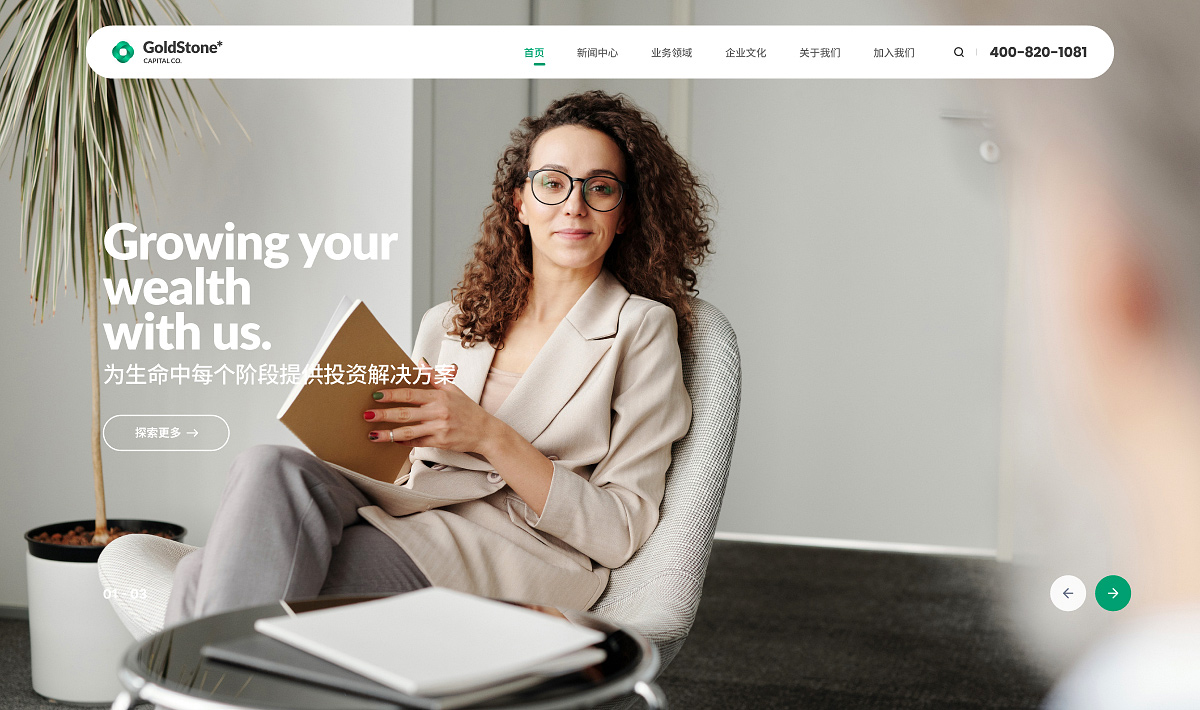 GoldStone*
CAPITAL CO.
首页
新闻中心
业务领域
企业文化
关于我们
加入我们
400-820-1081
Growing your
wealth
with us.
为生命中每个阶段提供投资解决方案
探索更多 →
01 - 03